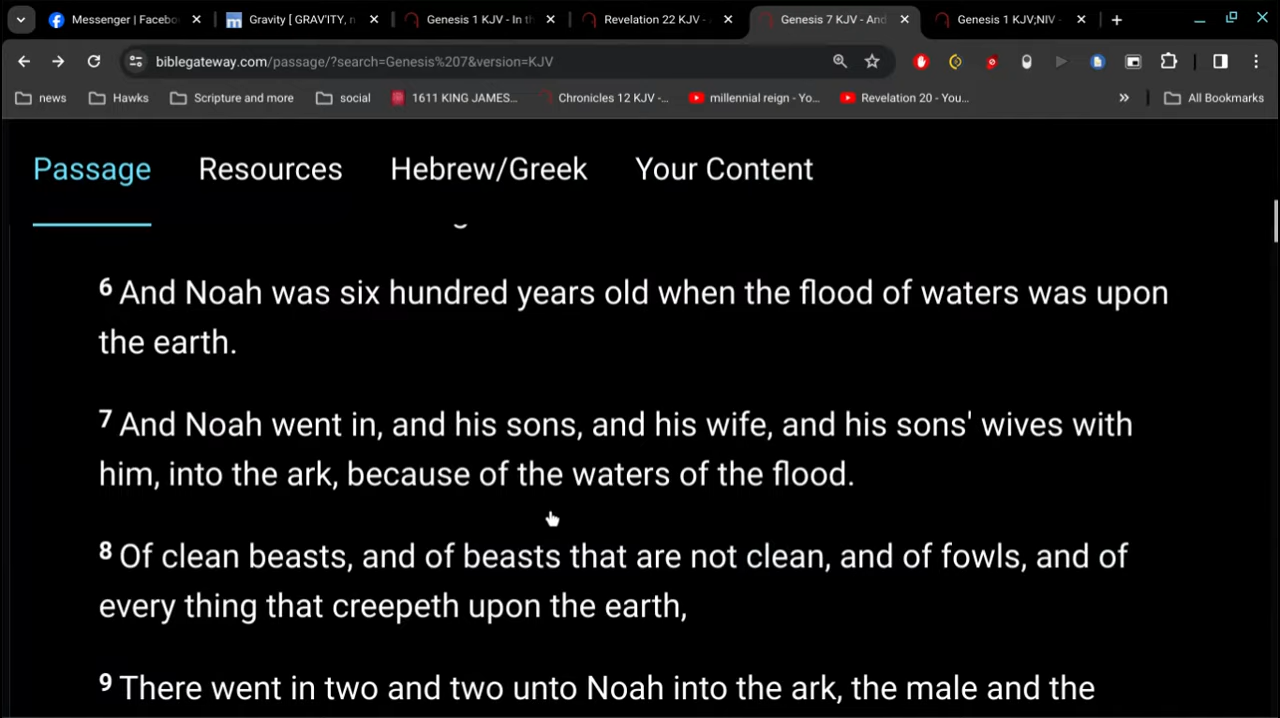 Messenger | Facebo
Gravity [ GRAVITY, n
Genesis 1 KJV - In th
Revelation 22 KJV -
Genesis 7 KJV - And
Genesis 1 KJV;NIV -
biblegateway.com/passage/?search=Genesis%207&version=KJV
news
Hawks
Scripture and more
social
1611 KING JAMES...
Chronicles 12 KJV -...
millennial reign - Yo...
Revelation 20 - You...
»
All Bookmarks
Passage
Resources
Hebrew/Greek
Your Content
6 And Noah was six hundred years old when the flood of waters was upon
the earth.
7 And Noah went in, and his sons, and his wife, and his sons' wives with
him, into the ark, because of the waters of the flood.
8 Of clean beasts, and of beasts that are not clean, and of fowls, and of
every thing that creepeth upon the earth,
9 There went in two and two unto Noah into the ark, the male and the